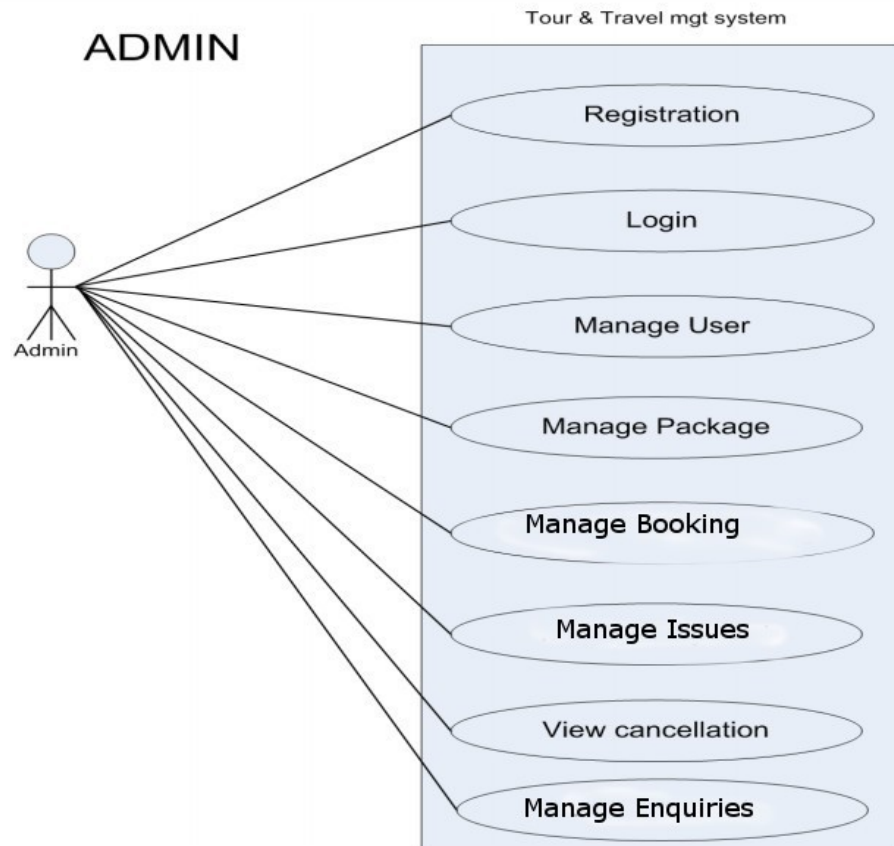 Tour & Travel mgt system
ADMIN
Registration
Login
Manage User
Admin
Manage Package
Manage Booking
Manage Issues
View cancellation
Manage Enquiries